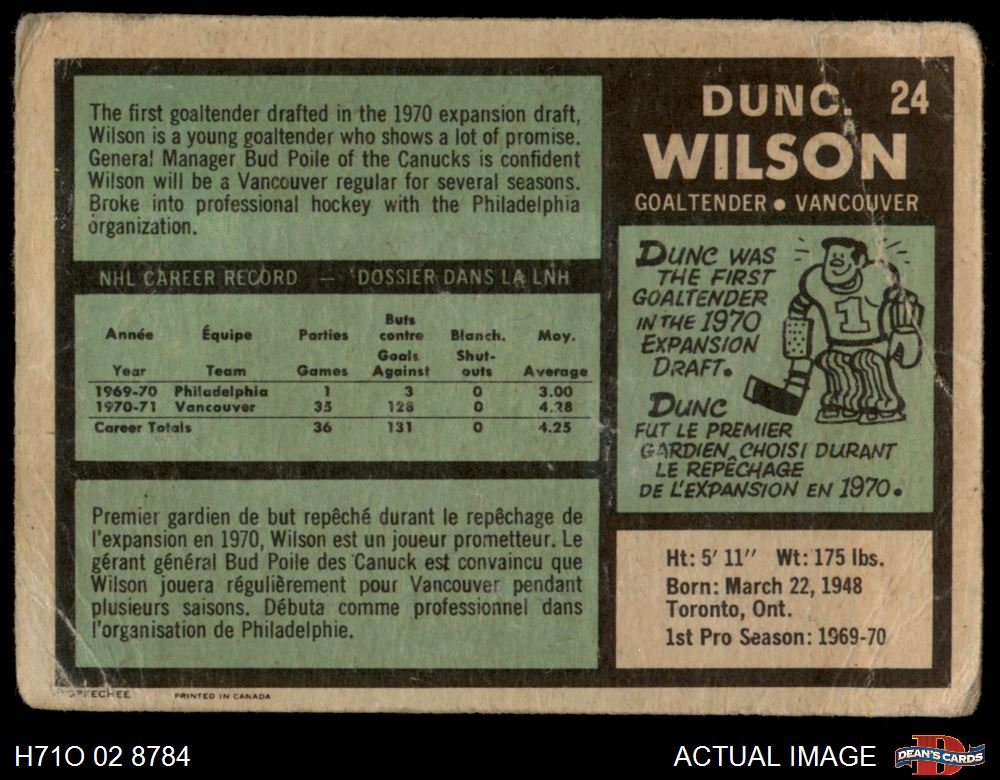 The first goaltender drafted in the 1970 expansion draft,
Wilson is a young goaltender who shows a lot of promise.
General Manager Bud Poile of the Canucks is confident
Wilson will be a Vancouver regular for several seasons.
Broke into professional hockey with the Philadelphia
organization.
NHL CAREER RECORD — DOSSIER DANS LA LNH
Année Équipe Parties Buts contre Blanch. Moy.
Year Team Games Goals Against Shut-outs Average
1969-70 Philadelphia 1 3 0 3.00
1970-71 Vancouver 35 128 0 4.28
Career Totals 36 131 0 4.25
Premier gardien de but repêché durant le repêchage de
l'expansion en 1970, Wilson est un joueur prometteur. Le
gérant général Bud Poile des Canuck est convaincu que
Wilson jouera régulièrement pour Vancouver pendant
plusieurs saisons. Débuta comme professionnel dans
l'organisation de Philadelphie.
PRINTED IN CANADA
DUNC. 24
WILSON
GOALTENDER • VANCOUVER
DUNC WAS
THE FIRST
GOALTENDER
IN THE 1970
EXPANSION
DRAFT.
1
DUNC
FUT LE PREMIER
GARDIEN CHOISI DURANT
LE REPÊCHAGE
DE L'EXPANSION EN 1970.
Ht: 5' 11" Wt: 175 lbs.
Born: March 22, 1948
Toronto, Ont.
1st Pro Season: 1969-70
H71O 02 8784
ACTUAL IMAGE
DEAN'S CARDS